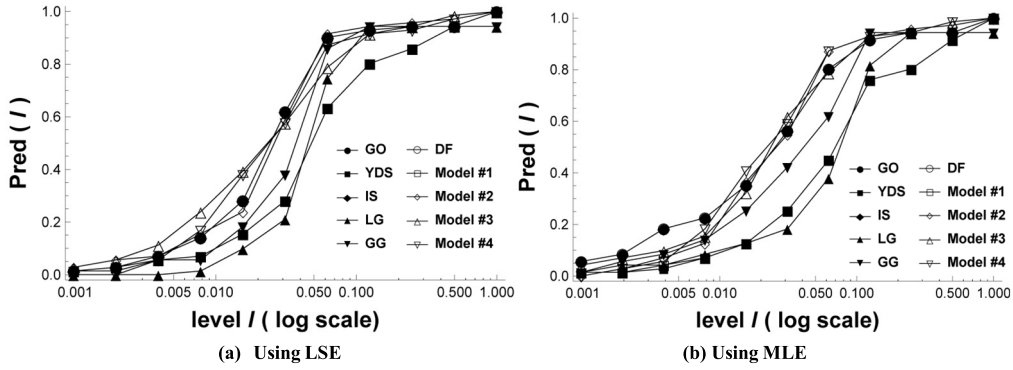 Pred ( l )
1.0
0.8
0.6
0.4
0.2
0.0
GO DF
YDS Model #1
IS Model #2
LG Model #3
GG Model #4
0.001 0.005 0.010 0.050 0.100 0.500 1.000
level l ( log scale)
(a) Using LSE
Pred ( l )
1.0
0.8
0.6
0.4
0.2
0.0
GO DF
YDS Model #1
IS Model #2
LG Model #3
GG Model #4
0.001 0.005 0.010 0.050 0.100 0.500 1.000
level l ( log scale)
(b) Using MLE